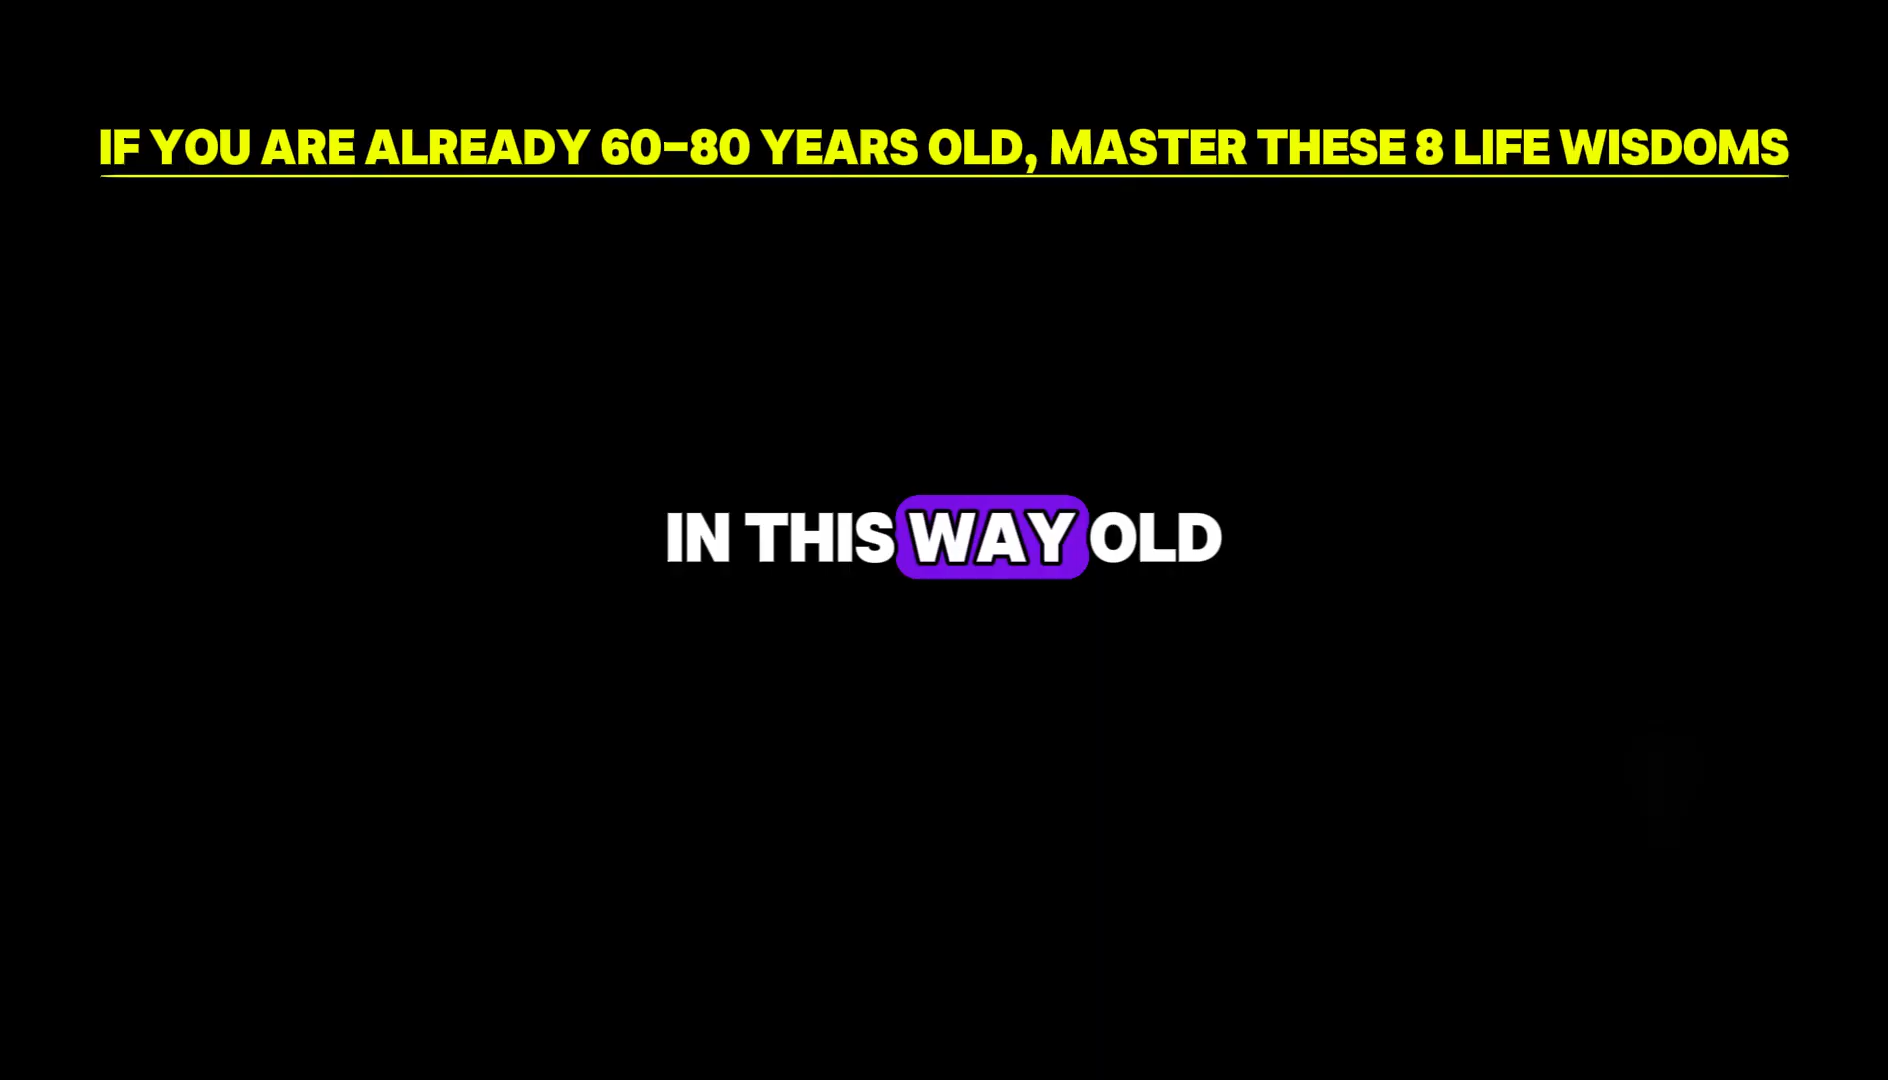 IF YOU ARE ALREADY 60-80 YEARS OLD, MASTER THESE 8 LIFE WISDOMS
IN THIS WAY OLD